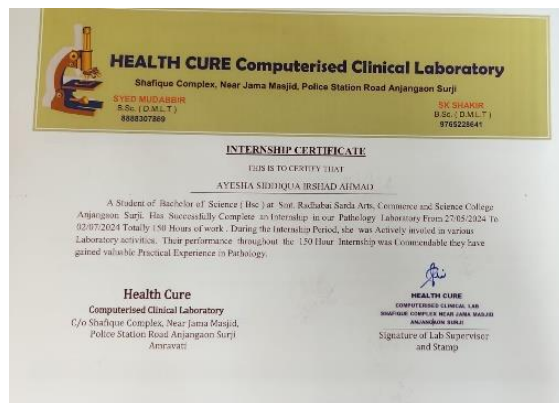 HEALTH CURE Computerised Clinical Laboratory
Shafique Complex, Near Jama Masjid, Police Station Road Anjangaon Surji
SYED MUDABBIR
B.Sc. ( D.M.L.T )
8888307869
SK SHAKIR
B.Sc. ( D.M.L.T )
9765228641
INTERNSHIP CERTIFICATE
THIS IS TO CERTIFY THAT
AYESHA SIDDIQUA IRSHAD AHMAD
A Student of Bachelor of Science ( Bsc ) at Smt. Radhabai Sarda Arts, Commerce and Science College
Anjangaon Surji. Has Successfully Complete an Internship in our Pathology Laboratory From 27/05/2024 To
02/07/2024 Totally 150 Hours of work . During the Internship Period, she was Actively involed in various
Laboratory activities. Their performance throughout the 150 Hour Internship was Commendable they have
gained valuable Practical Experience in Pathology.
Health Cure
Computerised Clinical Laboratory
C/o Shafique Complex, Near Jama Masjid,
Police Station Road Anjangaon Surji
Amravati
HEALTH CURE
COMPUTERISED CLINICAL LAB
SHAFIQUE COMPLEX NEAR JAMA MASJID
ANJANGAON SURJI
Signature of Lab Supervisor
and Stamp